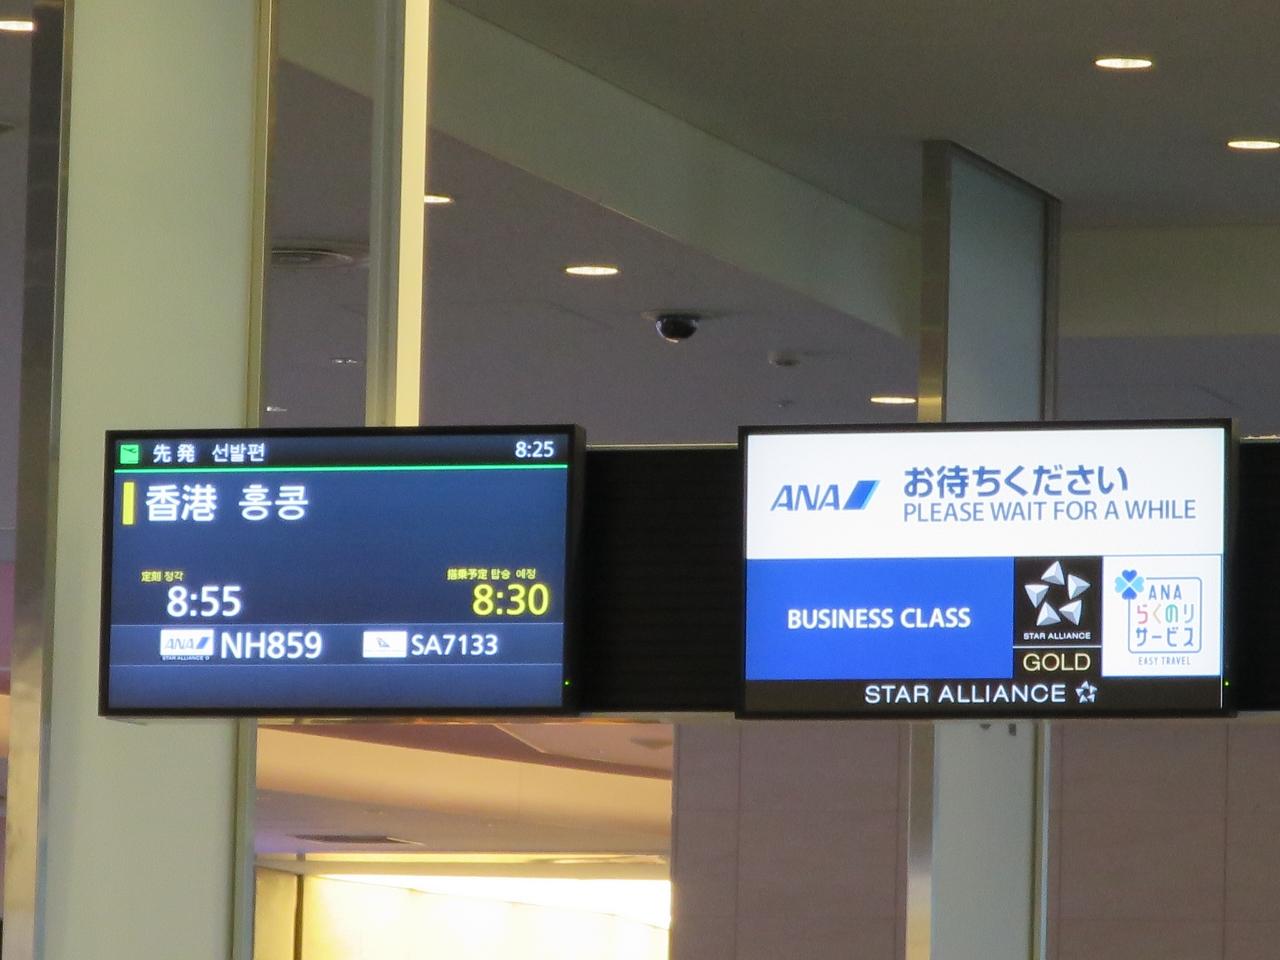 先発 선발편 8:25
香港 홍콩
定刻 정각 搭乗予定 탑승 예정
8:55 8:30
ANA NH859 SA7133
STAR ALLIANCE
ANA お待ちください
PLEASE WAIT FOR A WHILE
BUSINESS CLASS
STAR ALLIANCE
GOLD
ANA
らくのり
サービス
EASY TRAVEL
STAR ALLIANCE